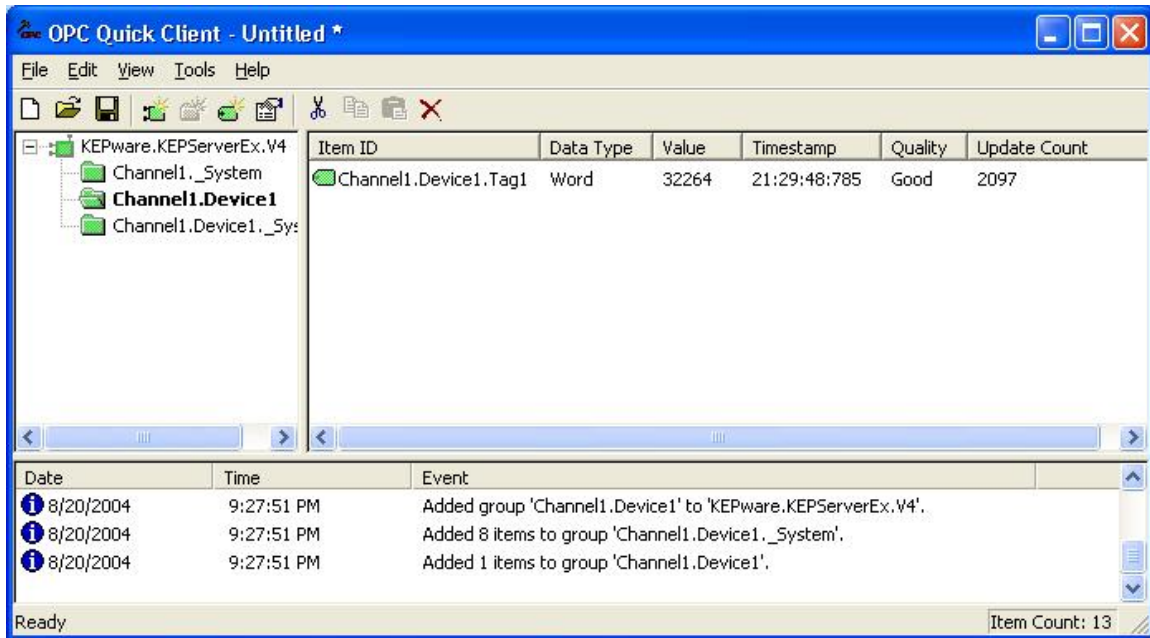 OPC Quick Client - Untitled *
File Edit View Tools Help
KEPware.KEPServerEx.V4
Channel1._System
Channel1.Device1
Channel1.Device1._Sys
Item ID Data Type Value Timestamp Quality Update Count
Channel1.Device1.Tag1 Word 32264 21:29:48:785 Good 2097
Date Time Event
8/20/2004 9:27:51 PM Added group 'Channel1.Device1' to 'KEPware.KEPServerEx.V4'.
8/20/2004 9:27:51 PM Added 8 items to group 'Channel1.Device1._System'.
8/20/2004 9:27:51 PM Added 1 items to group 'Channel1.Device1'.
Ready Item Count: 13